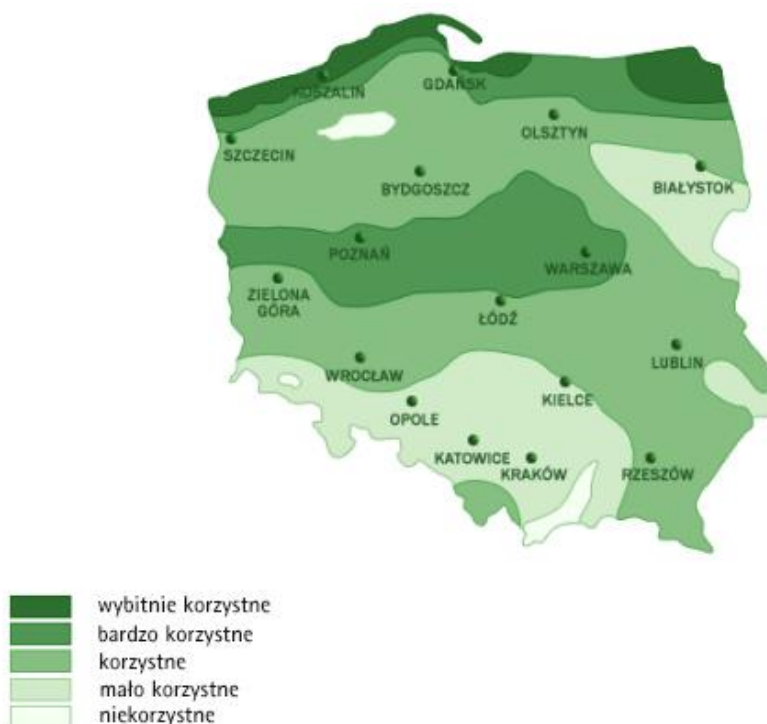 KOSZALIN
GDAŃSK
OLSZTYN
SZCZECIN
BIAŁYSTOK
BYDGOSZCZ
POZNAŃ
WARSZAWA
ZIELONA
GÓRA
ŁÓDŹ
LUBLIN
WROCŁAW
KIELCE
OPOLE
KATOWICE
KRAKÓW
RZESZÓW
wybitnie korzystne
bardzo korzystne
korzystne
mało korzystne
niekorzystne